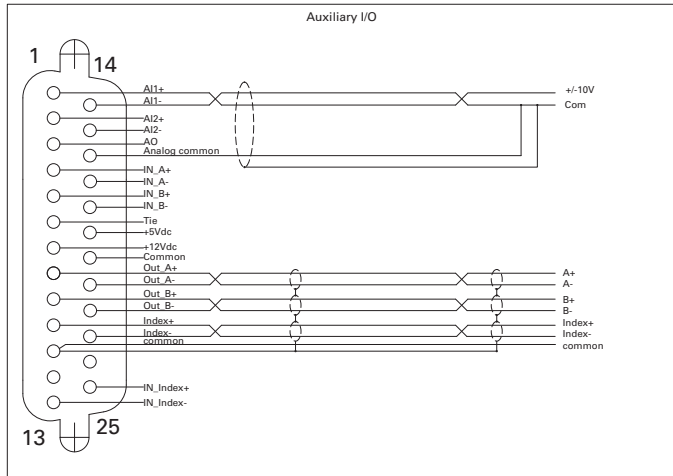 Auxiliary I/O
1
14
AI1+
AI1-
AI2+
AI2-
AO
Analog common
IN_A+
IN_A-
IN_B+
IN_B-
Tie
+5Vdc
+12Vdc
Common
Out_A+
Out_A-
Out_B+
Out_B-
Index+
Index-
common
IN_Index+
IN_Index-
13
25
+/-10V
Com
A+
A-
B+
B-
Index+
Index-
common